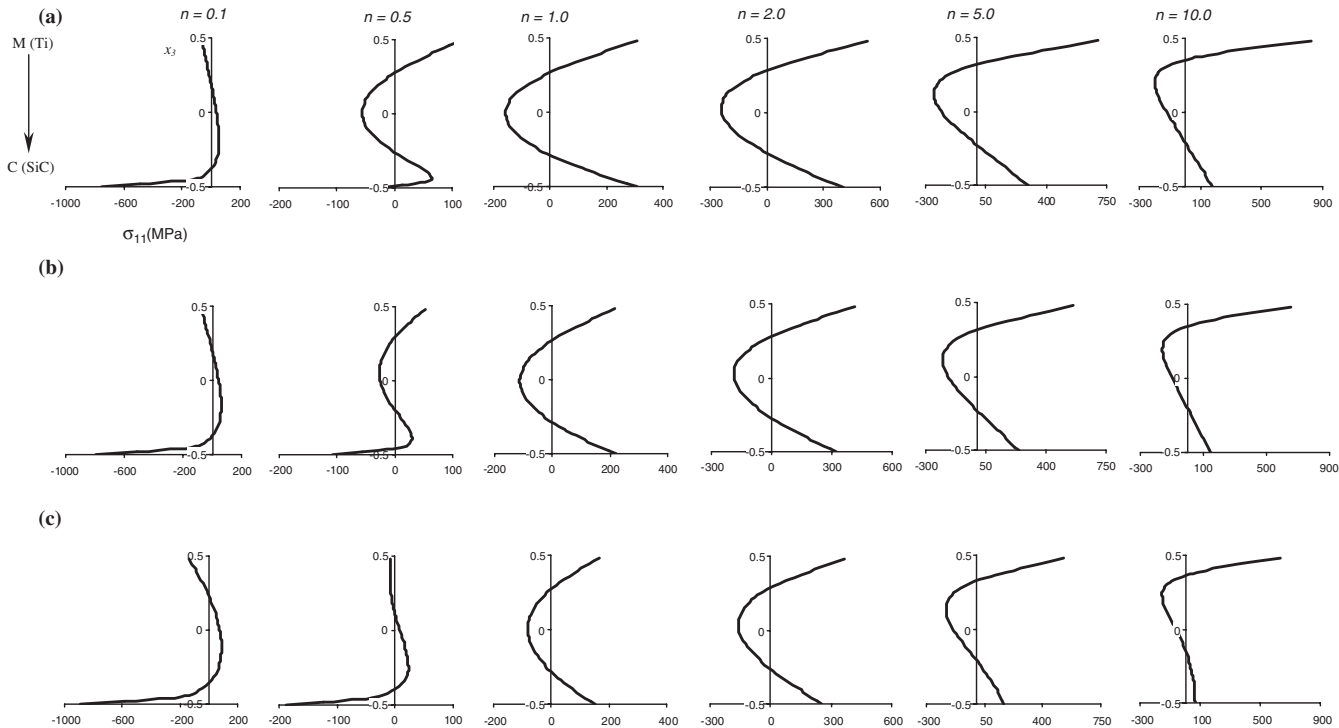 (a) n = 0.1 n = 0.5 n = 1.0 n = 2.0 n = 5.0 n = 10.0
M (Ti)
C (SiC)
x3
0.5 0.5 0.5 0.5 0.5 0.5
0 0 0 0 0 0
-0.5 -0.5 -0.5 -0.5 -0.5 -0.5
-1000 -600 -200 200 -200 -100 0 100 -200 0 200 400 -300 0 300 600 -300 50 400 750 -300 100 500 900
σ11(MPa)
(b)
0.5 0.5 0.5 0.5 0.5 0.5
0 0 0 0 0 0
-0.5 -0.5 -0.5 -0.5 -0.5 -0.5
-1000 -600 -200 200 -200 -100 0 100 -200 0 200 400 -300 0 300 600 -300 50 400 750 -300 100 500 900
(c)
0.5 0.5 0.5 0.5 0.5 0.5
0 0 0 0 0 0
-0.5 -0.5 -0.5 -0.5 -0.5 -0.5
-1000 -600 -200 200 -200 -100 0 100 -200 0 200 400 -300 0 300 600 -300 50 400 750 -300 100 500 900